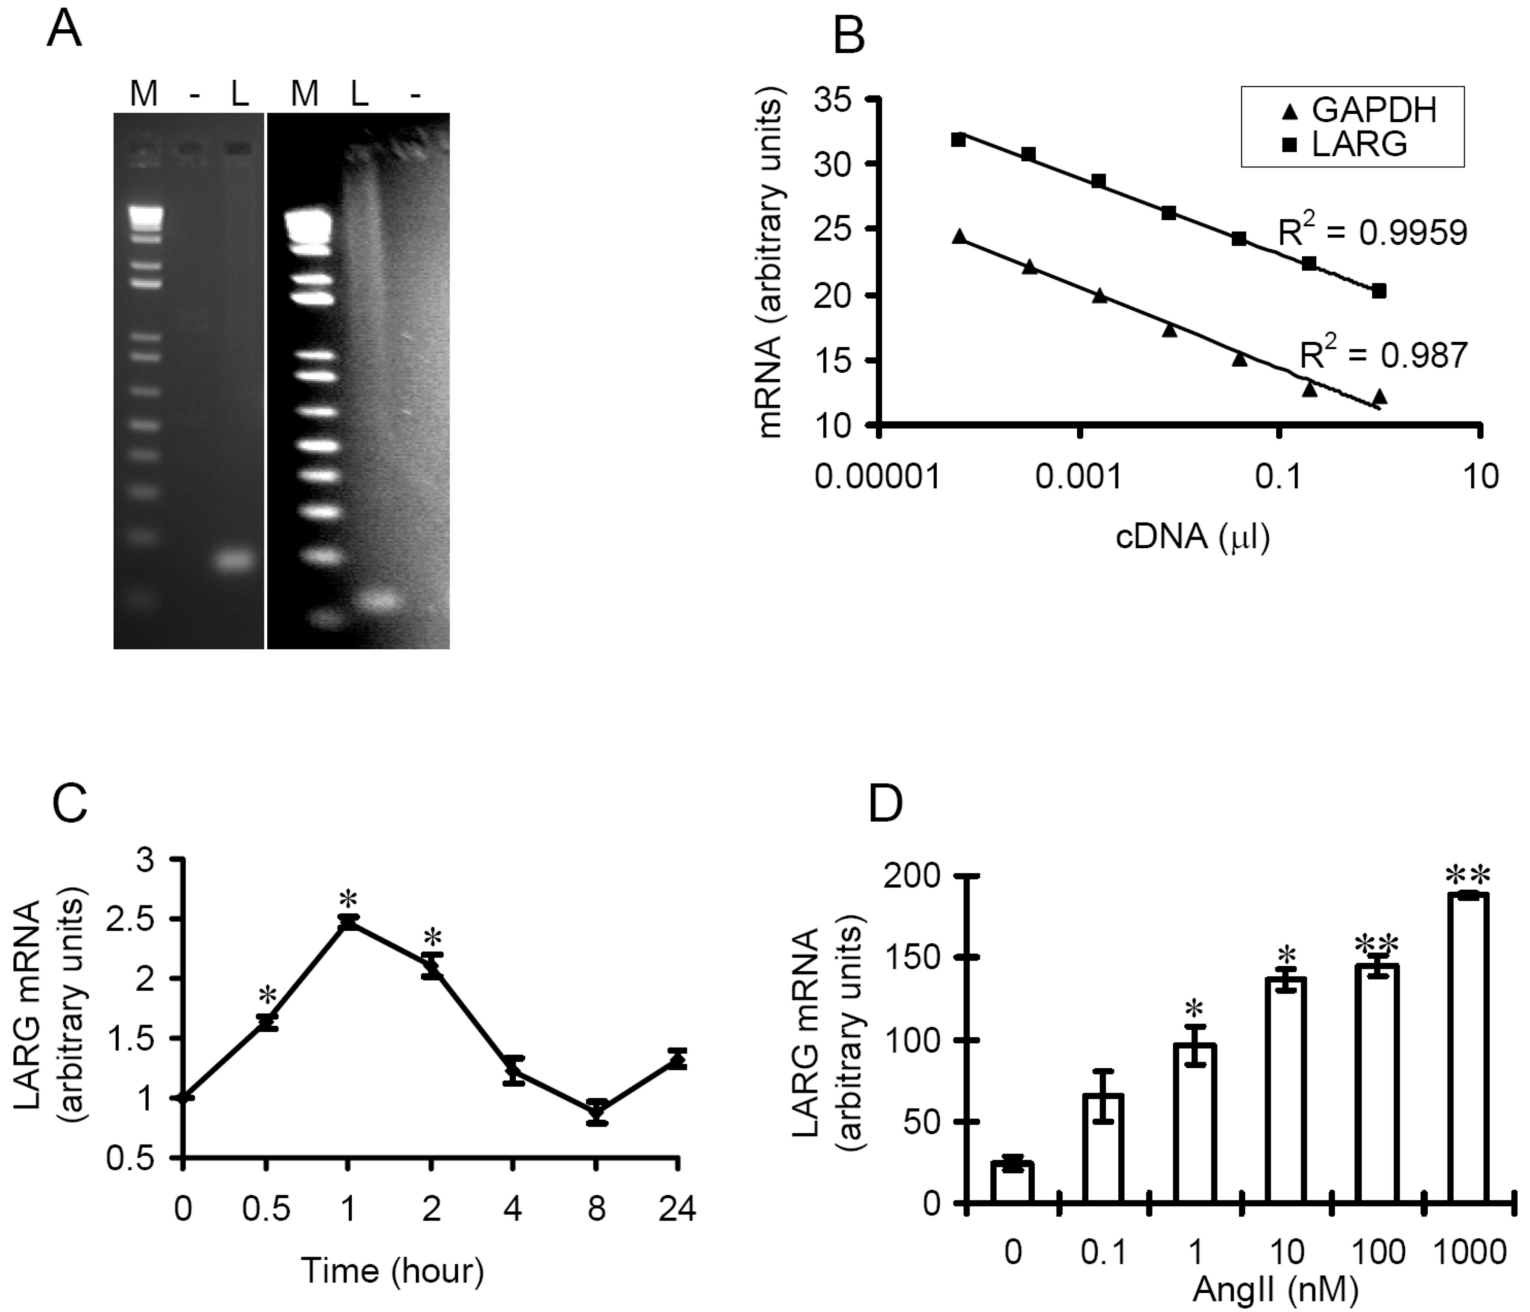 A
M - L M L -
B
mRNA (arbitrary units)
35
30
25
20
15
10
GAPDH
LARG
R² = 0.9959
R² = 0.987
0.00001 0.001 0.1 10
cDNA (μl)
C
LARG mRNA
(arbitrary units)
3
2.5
2
1.5
1
0.5
*
*
*
0 0.5 1 2 4 8 24
Time (hour)
D
LARG mRNA
(arbitrary units)
200
150
100
50
0
*
*
**
**
0 0.1 1 10 100 1000
AngII (nM)